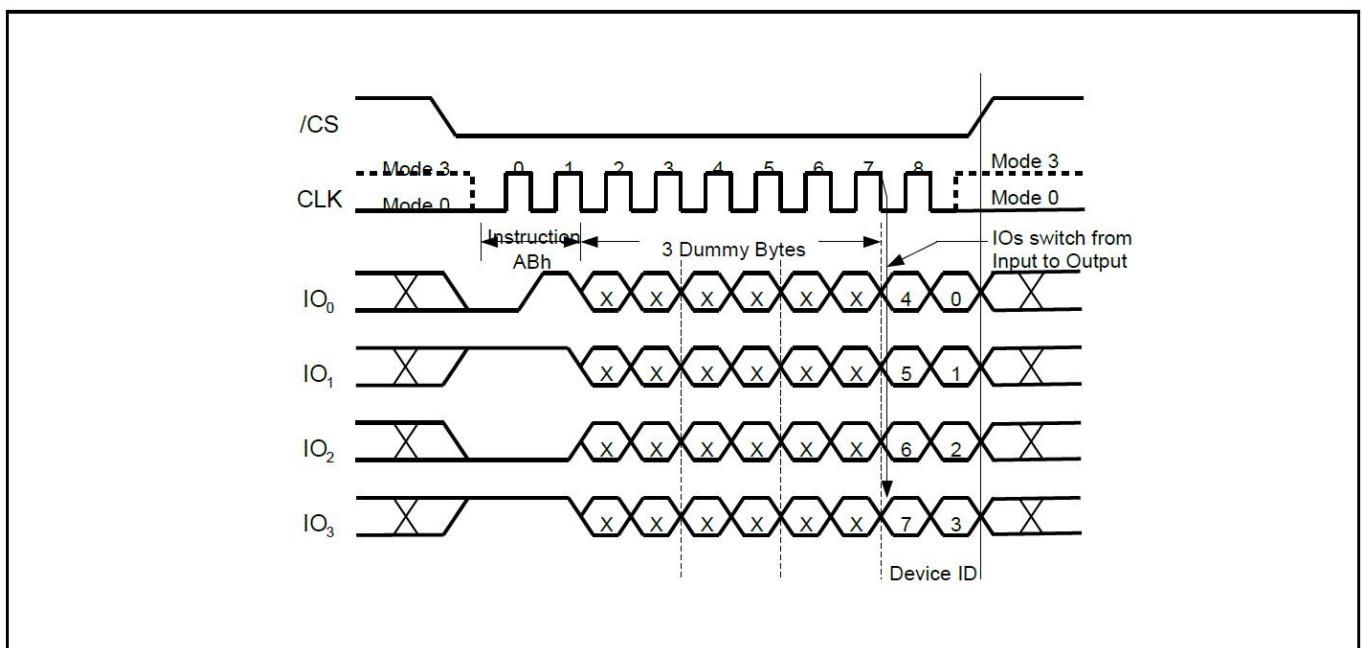 /CS
Mode 3 0 1 2 3 4 5 6 7 8 Mode 3
CLK
Mode 0 Mode 0
Instruction
ABh
3 Dummy Bytes
IOs switch from
Input to Output
IO0 X X X X X X 4 0
IO1 X X X X X X 5 1
IO2 X X X X X X 6 2
IO3 X X X X X X 7 3
Device ID